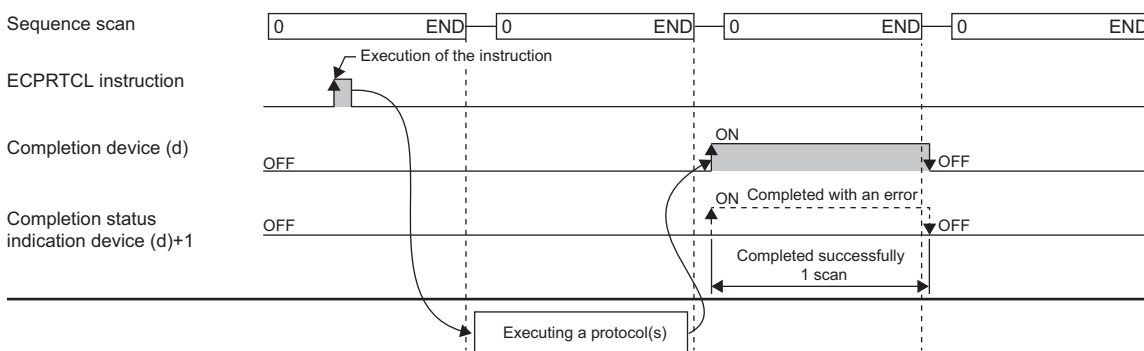 Sequence scan
0 END 0 END 0 END 0 END
Execution of the instruction
ECPRTCL instruction
ON
Completion device (d)
OFF OFF
ON Completed with an error
Completion status
indication device (d)+1
OFF OFF
Completed successfully
1 scan
Executing a protocol(s)